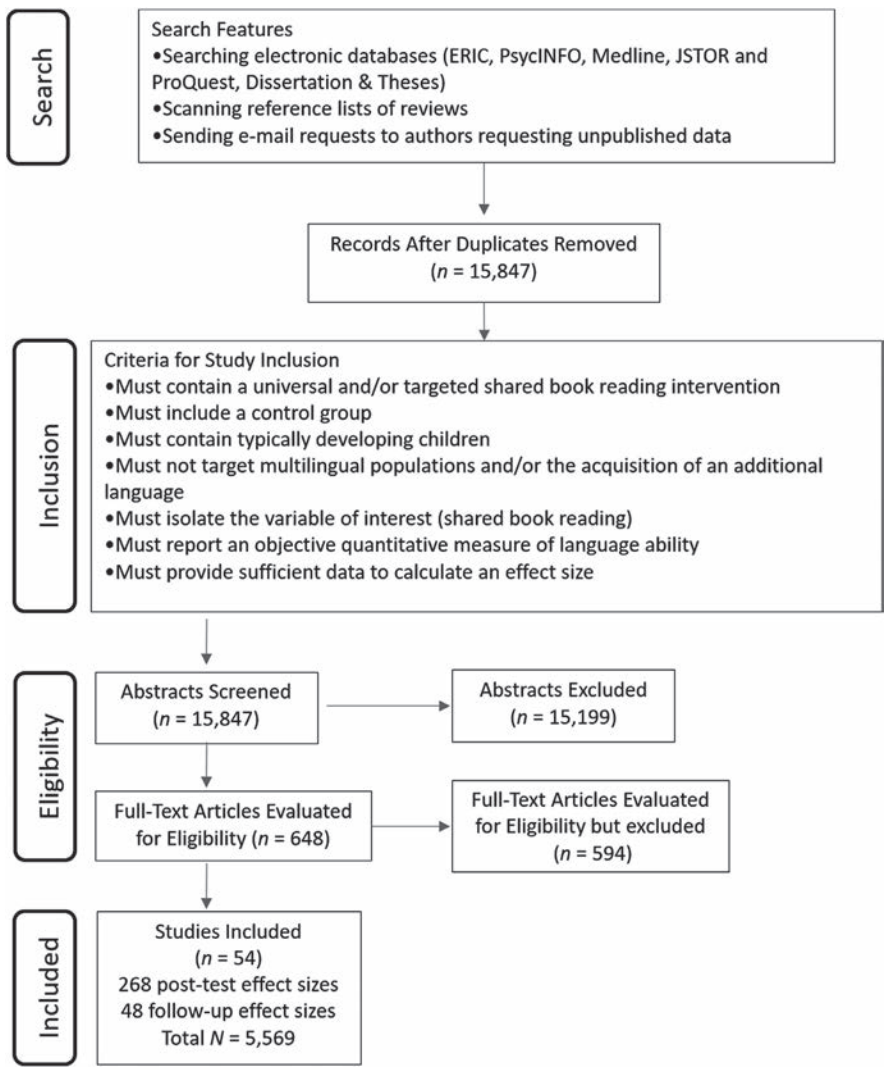 Search
Search Features
•Searching electronic databases (ERIC, PsycINFO, Medline, JSTOR and
ProQuest, Dissertation & Theses)
•Scanning reference lists of reviews
•Sending e-mail requests to authors requesting unpublished data
Records After Duplicates Removed
(n = 15,847)
Inclusion
Criteria for Study Inclusion
•Must contain a universal and/or targeted shared book reading intervention
•Must include a control group
•Must contain typically developing children
•Must not target multilingual populations and/or the acquisition of an additional
language
•Must isolate the variable of interest (shared book reading)
•Must report an objective quantitative measure of language ability
•Must provide sufficient data to calculate an effect size
Eligibility
Abstracts Screened
(n = 15,847)
Abstracts Excluded
(n = 15,199)
Full-Text Articles Evaluated
for Eligibility (n = 648)
Full-Text Articles Evaluated
for Eligibility but excluded
(n = 594)
Included
Studies Included
(n = 54)
268 post-test effect sizes
48 follow-up effect sizes
Total N = 5,569